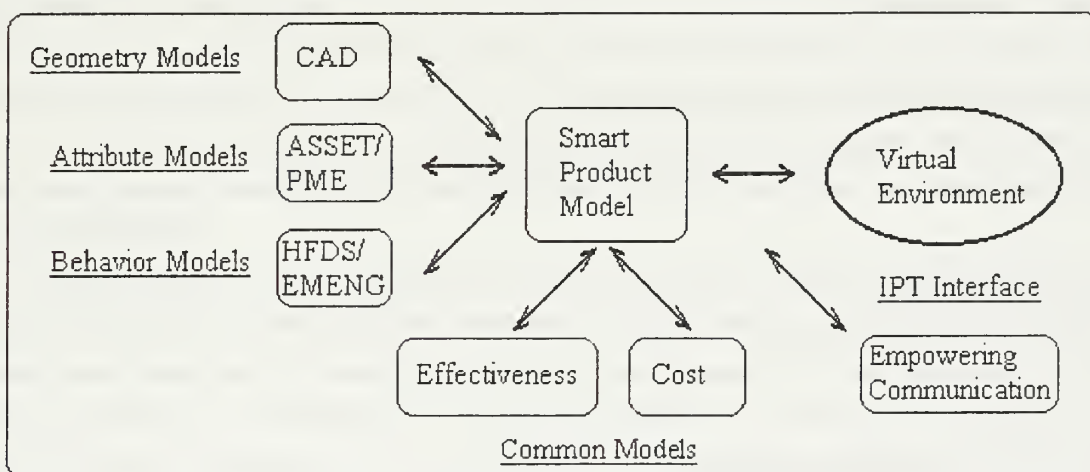 Geometry Models
CAD
Attribute Models
ASSET/
PME
Behavior Models
HFDS/
EMENG
Smart
Product
Model
Virtual
Environment
IPT Interface
Effectiveness
Cost
Empowering
Communication
Common Models